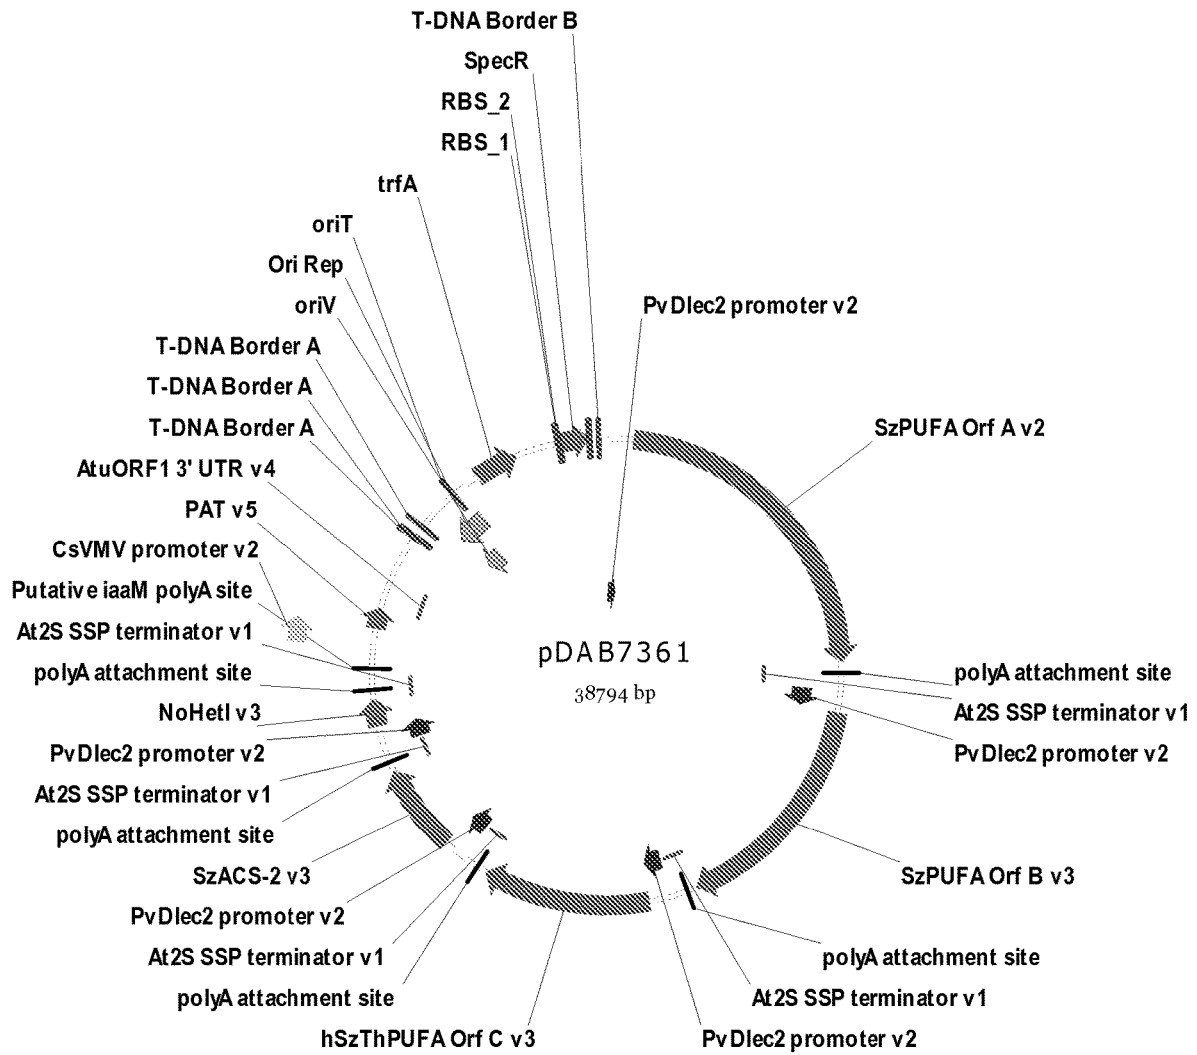 T-DNA Border B
SpecR
RBS_2
RBS_1
trfA
oriT
Ori Rep
oriV
T-DNA Border A
T-DNA Border A
T-DNA Border A
AtuORF1 3' UTR v4
PAT v5
CsVMV promoter v2
Putative iaaM polyA site
At2S SSP terminator v1
polyA attachment site
NoHetI v3
PvDlec2 promoter v2
At2S SSP terminator v1
polyA attachment site
SzACS-2 v3
PvDlec2 promoter v2
At2S SSP terminator v1
polyA attachment site
hSzThPUFA Orf C v3
PvDlec2 promoter v2
SzPUFA Orf A v2
pDAB7361
38794 bp
polyA attachment site
At2S SSP terminator v1
PvDlec2 promoter v2
SzPUFA Orf B v3
polyA attachment site
At2S SSP terminator v1
PvDlec2 promoter v2